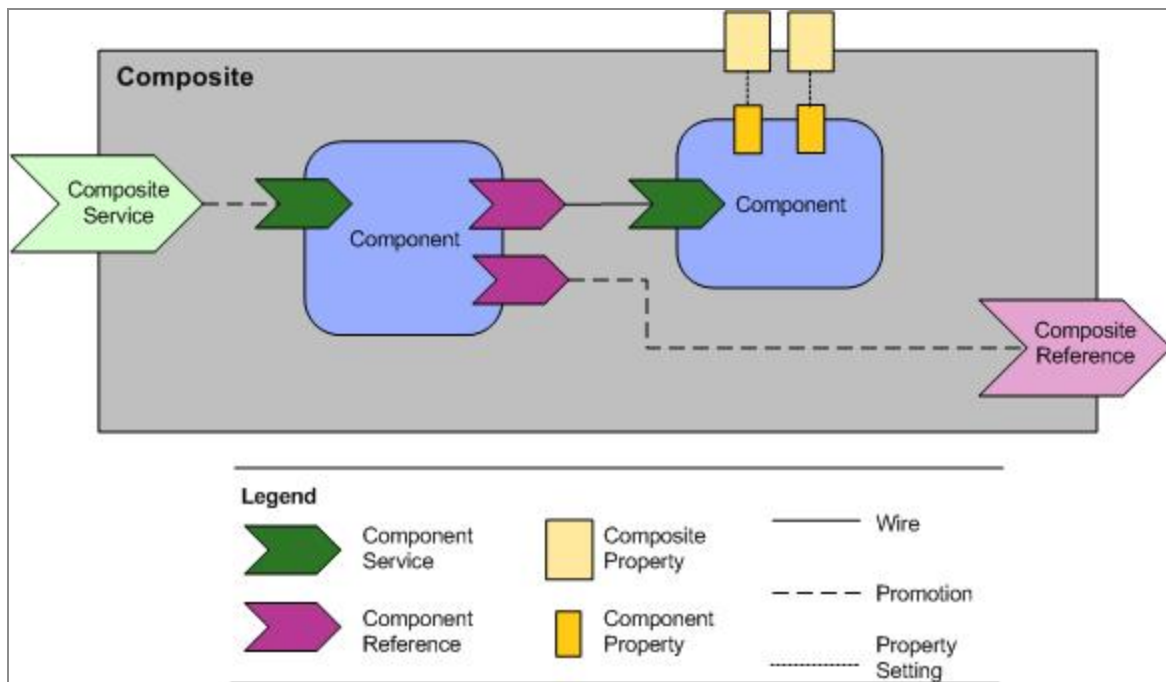 Composite
Composite
Service
Component
Component
Composite
Reference
Legend
Component
Service
Composite
Property
Wire
Component
Reference
Component
Property
Promotion
Property
Setting